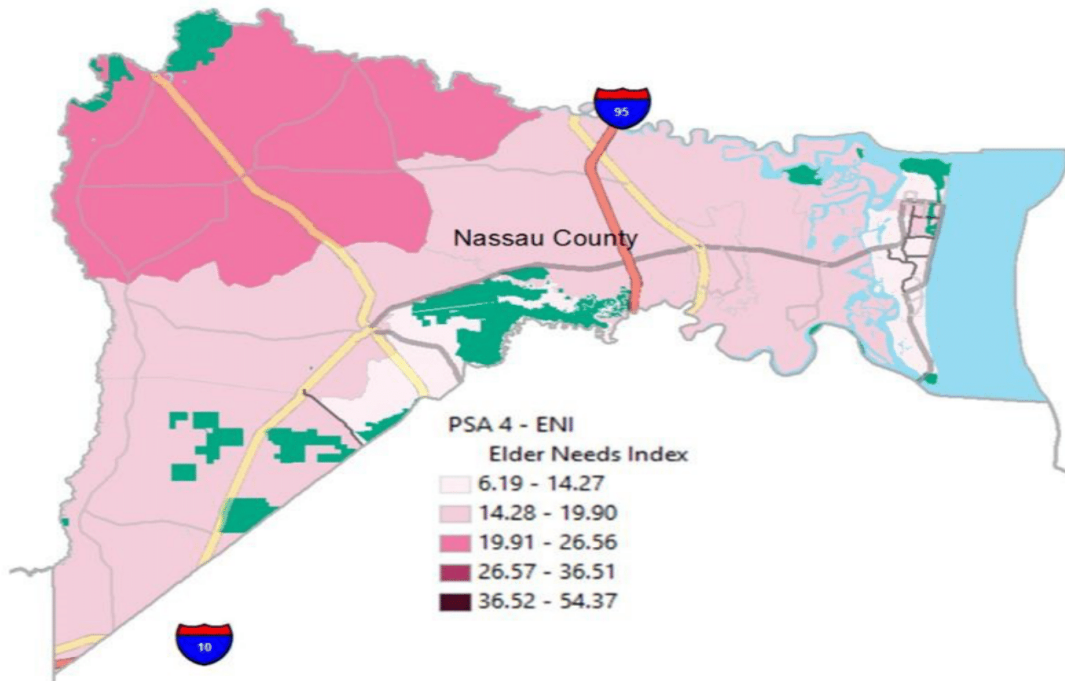 95
Nassau County
PSA 4 - ENI
Elder Needs Index
6.19 - 14.27
14.28 - 19.90
19.91 - 26.56
26.57 - 36.51
36.52 - 54.37
10